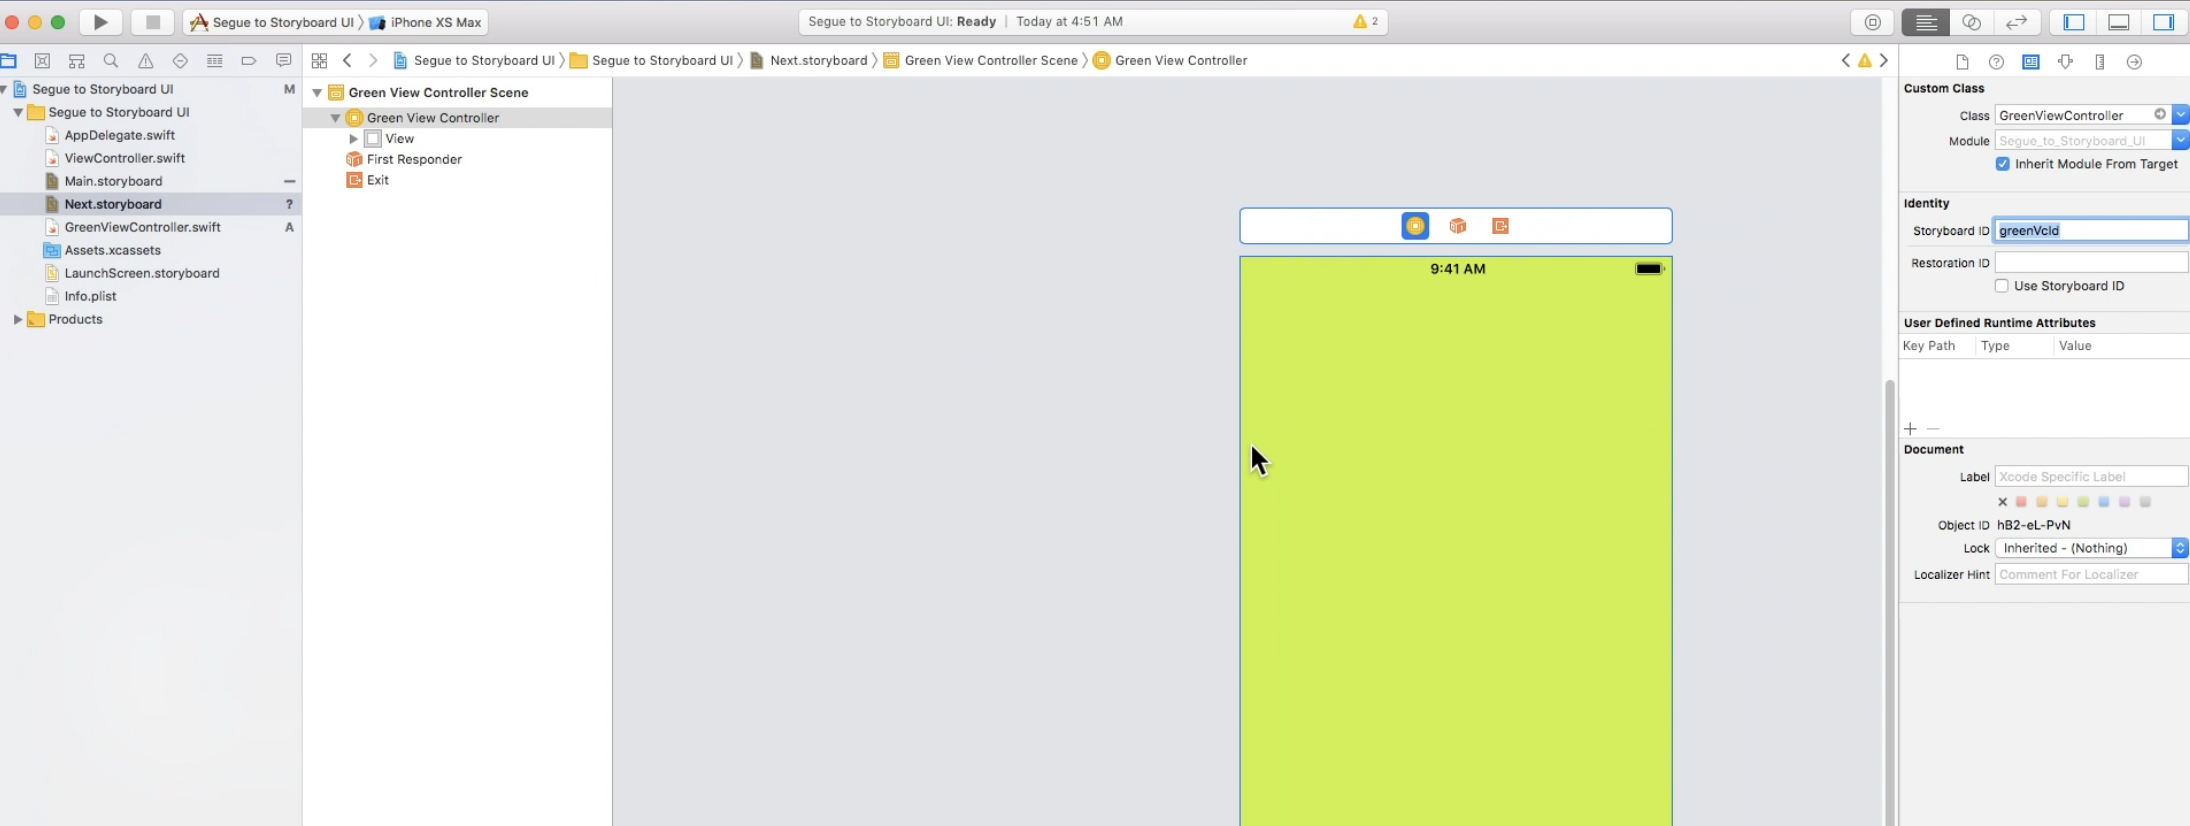 Segue to Storyboard UI 〉 iPhone XS Max
Segue to Storyboard UI: Ready | Today at 4:51 AM
2
Segue to Storyboard UI 〉 Segue to Storyboard UI 〉 Next.storyboard 〉 Green View Controller Scene 〉 Green View Controller
Segue to Storyboard UI M
Segue to Storyboard UI
AppDelegate.swift
ViewController.swift
Main.storyboard —
Next.storyboard ?
GreenViewController.swift A
Assets.xcassets
LaunchScreen.storyboard
Info.plist
Products
Green View Controller Scene
Green View Controller
View
First Responder
Exit
9:41 AM
Custom Class
Class GreenViewController
Module Segue_to_Storyboard_UI
Inherit Module From Target
Identity
Storyboard ID greenVcId
Restoration ID
Use Storyboard ID
User Defined Runtime Attributes
Key Path Type Value
Document
Label Xcode Specific Label
Object ID hB2-eL-PvN
Lock Inherited - (Nothing)
Localizer Hint Comment For Localizer